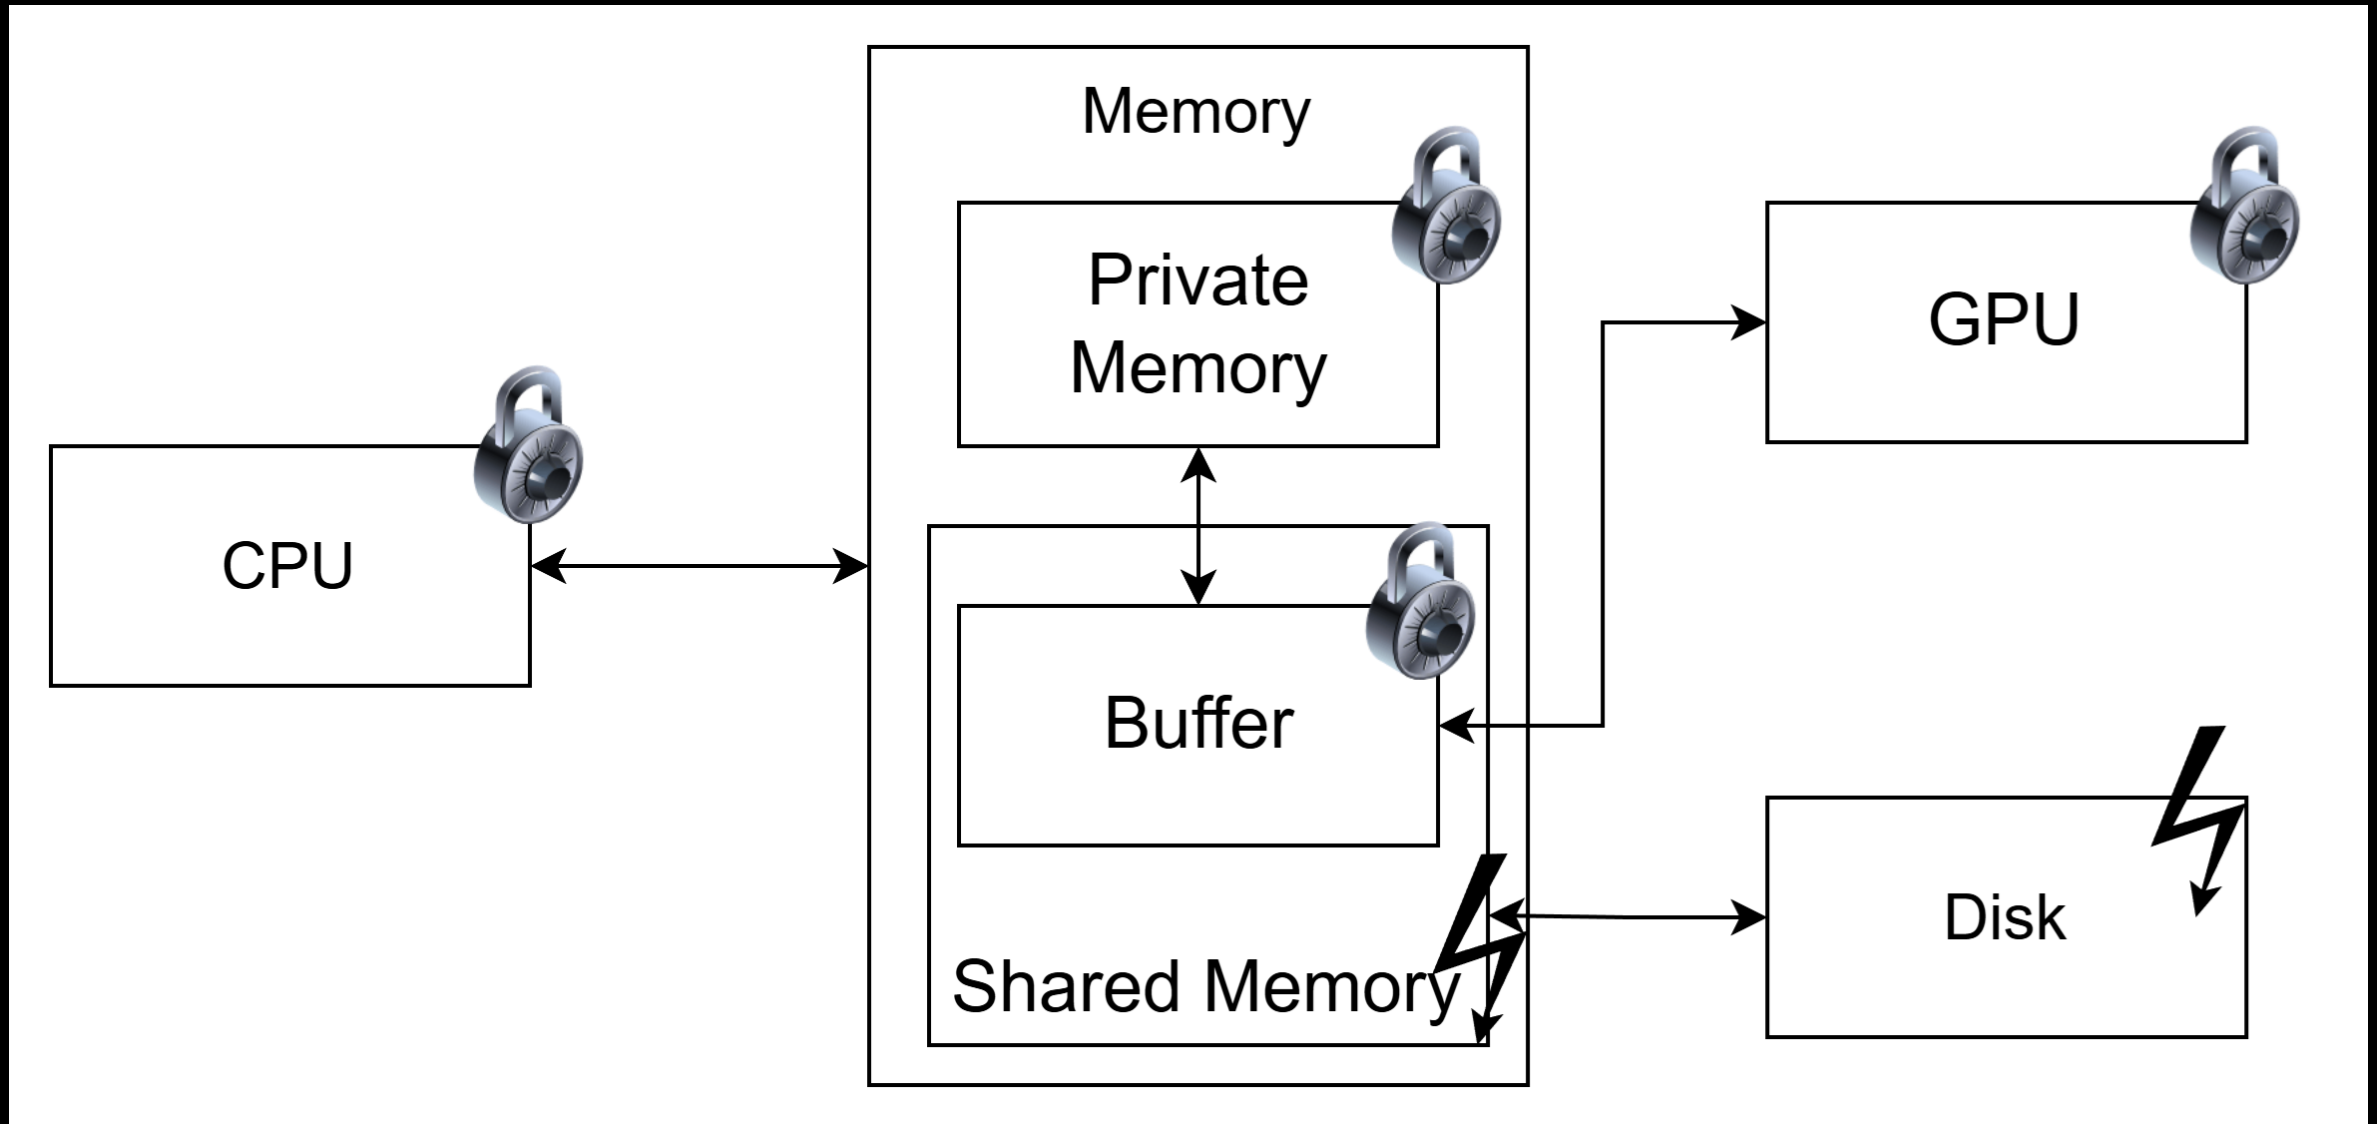 Memory
Private
Memory
GPU
CPU
Buffer
Disk
Shared Memory